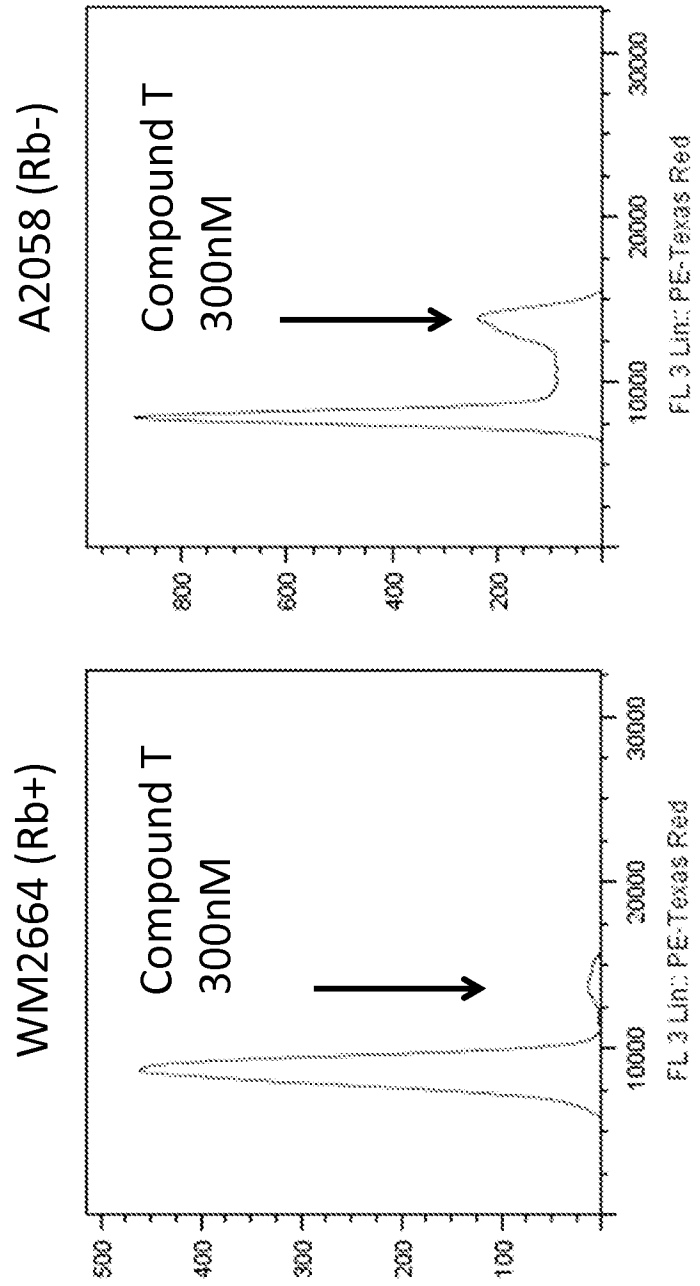 WM2664 (Rb+)
Compound T
300nM
500
400
300
200
100
10000
20000
30000
FL 3 Lin:: PE-Texas Red
A2058 (Rb-)
Compound T
300nM
800
600
400
200
10000
20000
30000
FL 3 Lin:: PE-Texas Red